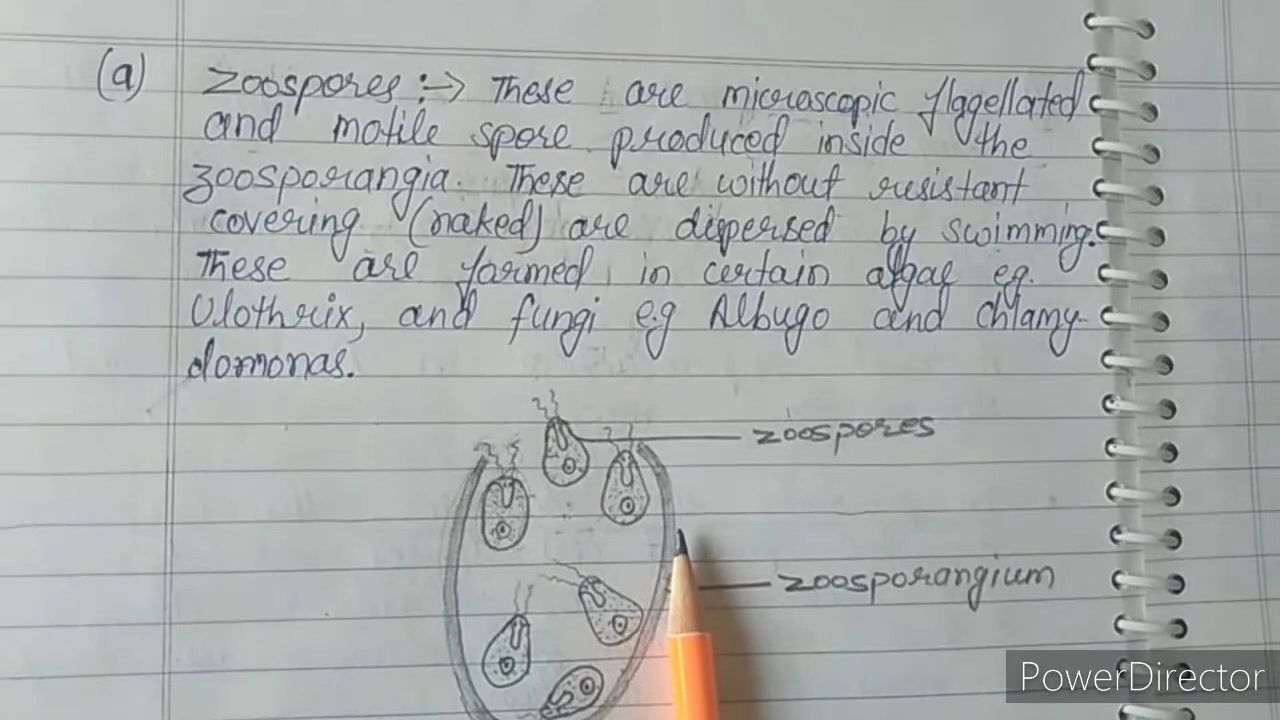 (a) Zoospores :-> These are microscopic flagellated
and motile spore produced inside the
zoosporangia. These are without resistant
covering (naked) are dispersed by swimming.
These are formed in certain algae eg.
Ulothrix, and fungi e.g Albugo and chlamy-
domonas.
zoospores
zoosporangium
PowerDirector